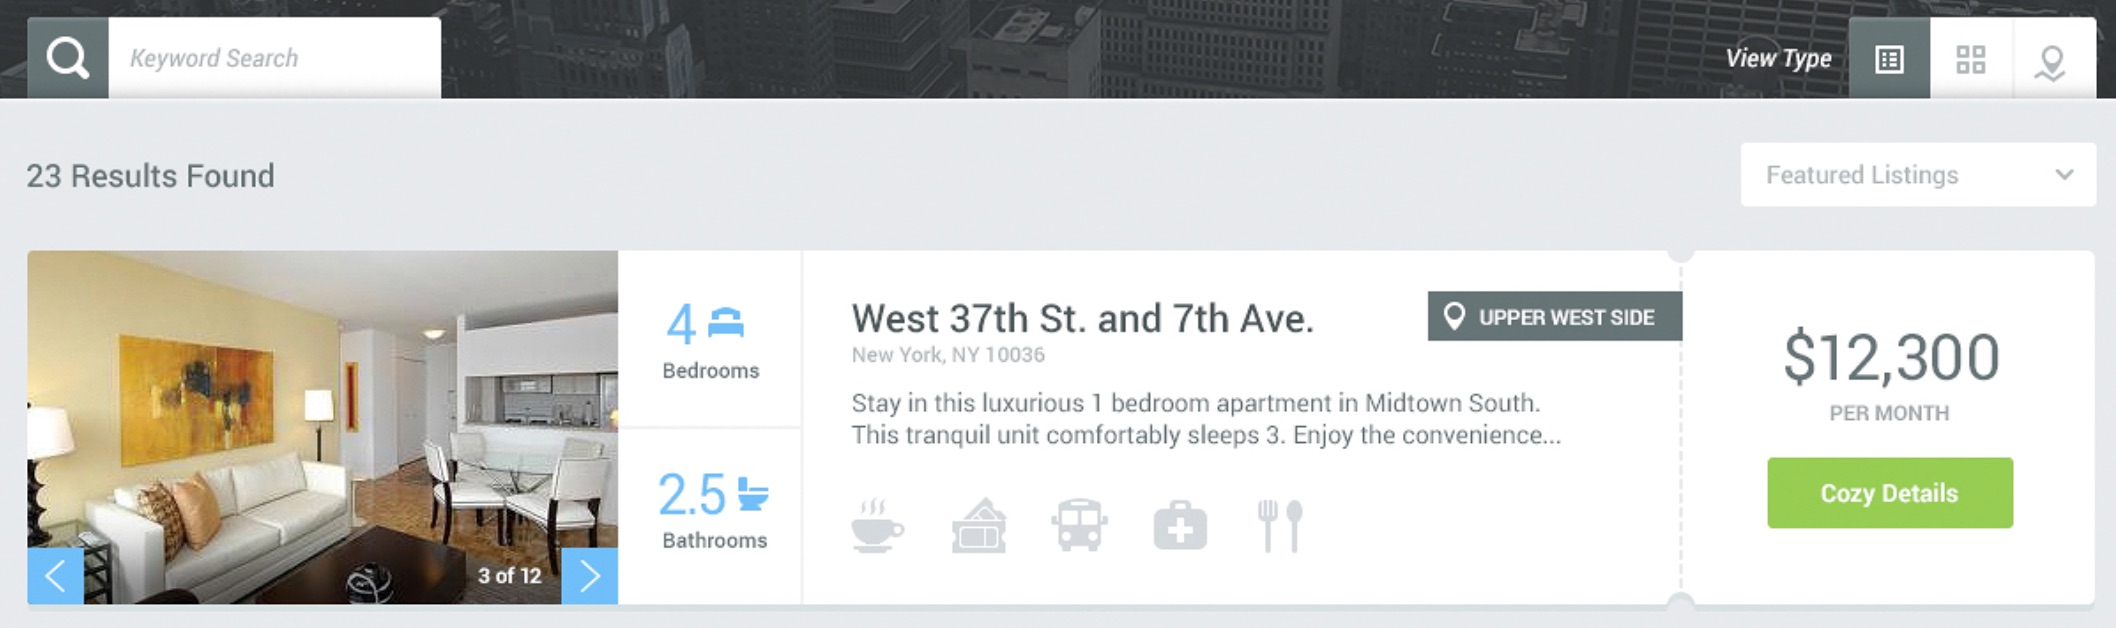 Keyword Search
View Type
23 Results Found
Featured Listings
3 of 12
4
Bedrooms
2.5
Bathrooms
West 37th St. and 7th Ave.
UPPER WEST SIDE
New York, NY 10036
Stay in this luxurious 1 bedroom apartment in Midtown South.
This tranquil unit comfortably sleeps 3. Enjoy the convenience...
$12,300
PER MONTH
Cozy Details